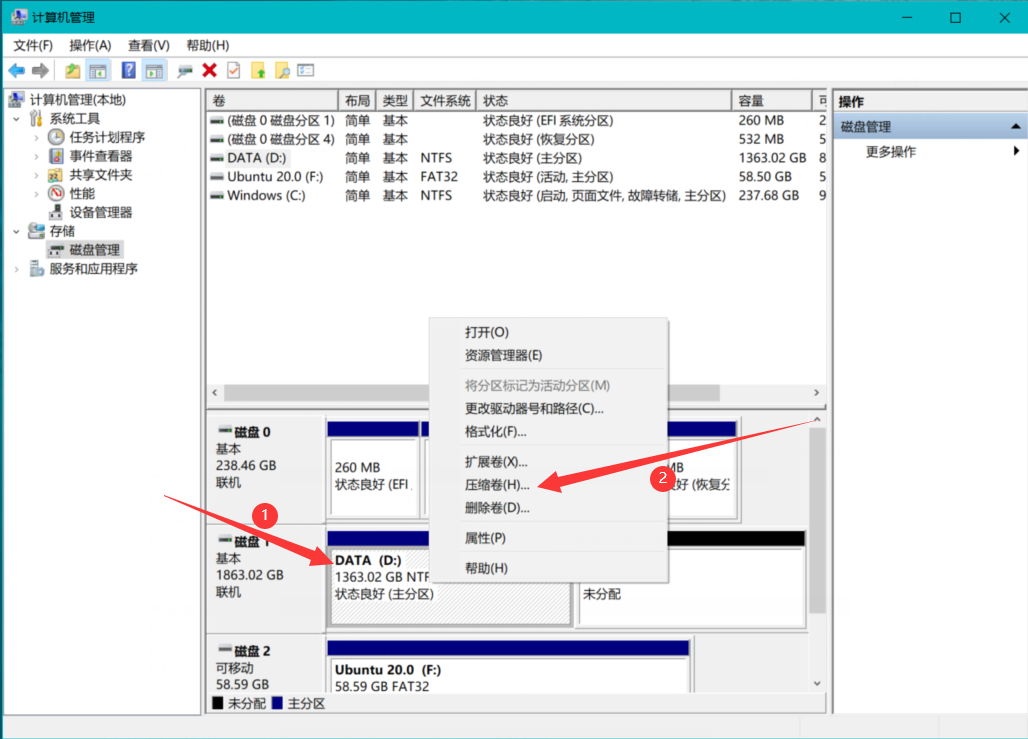 计算机管理
文件(F) 操作(A) 查看(V) 帮助(H)
计算机管理(本地)
系统工具
任务计划程序
事件查看器
共享文件夹
性能
设备管理器
存储
磁盘管理
服务和应用程序
卷 布局 类型 文件系统 状态 容量
(磁盘 0 磁盘分区 1) 简单 基本 状态良好 (EFI 系统分区) 260 MB 2
(磁盘 0 磁盘分区 4) 简单 基本 状态良好 (恢复分区) 532 MB 5
DATA (D:) 简单 基本 NTFS 状态良好 (主分区) 1363.02 GB 8
Ubuntu 20.0 (F:) 简单 基本 FAT32 状态良好 (活动, 主分区) 58.50 GB 5
Windows (C:) 简单 基本 NTFS 状态良好 (启动, 页面文件, 故障转储, 主分区) 237.68 GB 9
操作
磁盘管理
更多操作
打开(O)
资源管理器(E)
将分区标记为活动分区(M)
更改驱动器号和路径(C)...
格式化(F)...
扩展卷(X)...
压缩卷(H)...
删除卷(D)...
属性(P)
帮助(H)
1
2
磁盘 0
基本
238.46 GB
联机
260 MB
状态良好 (EFI
MB
好 (恢复分
磁盘 1
基本
1863.02 GB
联机
DATA (D:)
1363.02 GB NTF
状态良好 (主分区)
未分配
磁盘 2
可移动
58.59 GB
Ubuntu 20.0 (F:)
58.59 GB FAT32
未分配 主分区